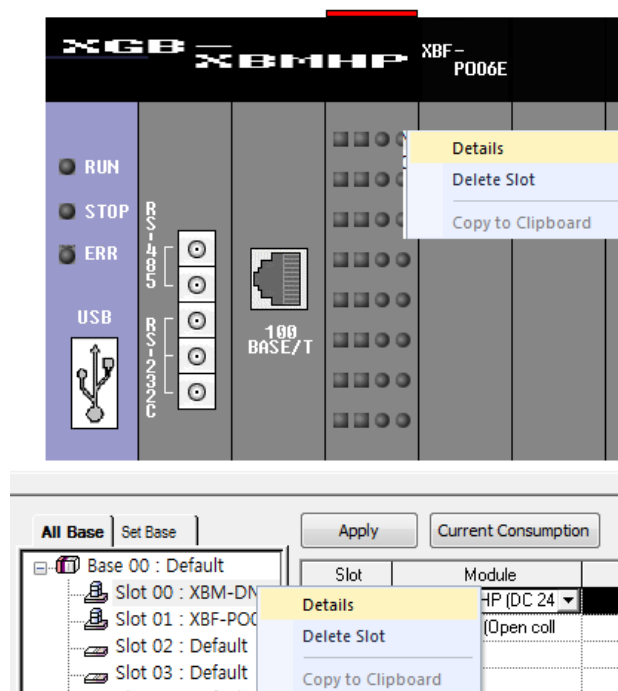 XGB
XBMHP
XBF-
PO06E
RUN
STOP
ERR
USB
RS-485
RS-232C
100
BASE/T
Details
Delete Slot
Copy to Clipboard
All Base
Set Base
Apply
Current Consumption
Base 00 : Default
Slot
Module
Slot 00 : XBM-DN
HP (DC 24
Slot 01 : XBF-PO0
(Open coll
Slot 02 : Default
Slot 03 : Default
Details
Delete Slot
Copy to Clipboard